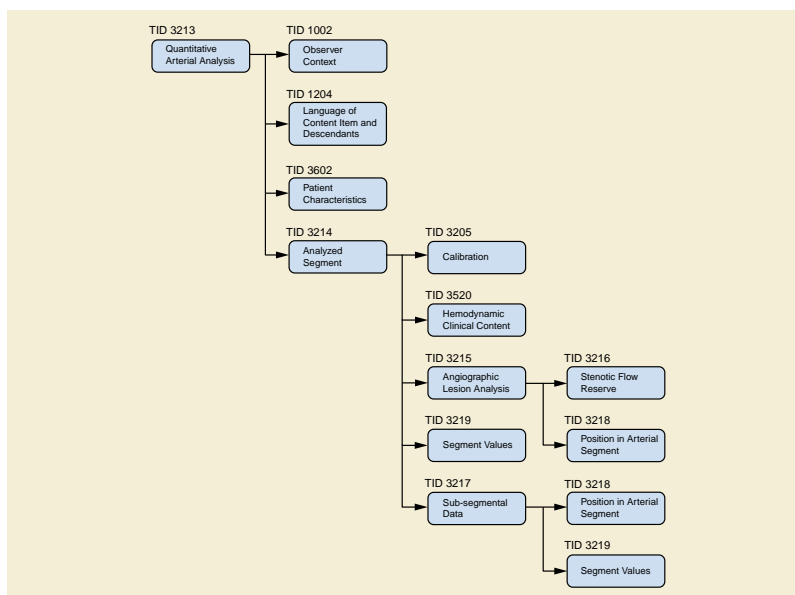 TID 3213
Quantitative
Arterial Analysis
TID 1002
Observer
Context
TID 1204
Language of
Content Item and
Descendants
TID 3602
Patient
Characteristics
TID 3214
Analyzed
Segment
TID 3205
Calibration
TID 3520
Hemodynamic
Clinical Content
TID 3215
Angiographic
Lesion Analysis
TID 3216
Stenotic Flow
Reserve
TID 3218
Position in Arterial
Segment
TID 3219
Segment Values
TID 3217
Sub-segmental
Data
TID 3218
Position in Arterial
Segment
TID 3219
Segment Values